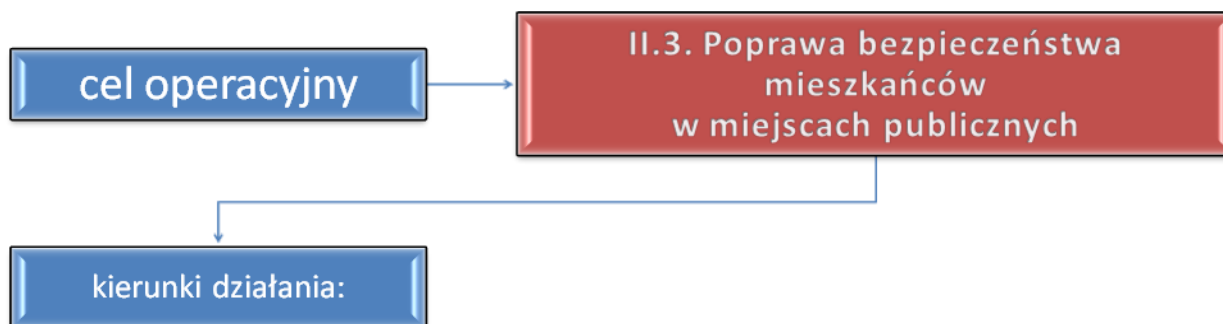 cel operacyjny
II.3. Poprawa bezpieczeństwa
mieszkańców
w miejscach publicznych
kierunki działania: